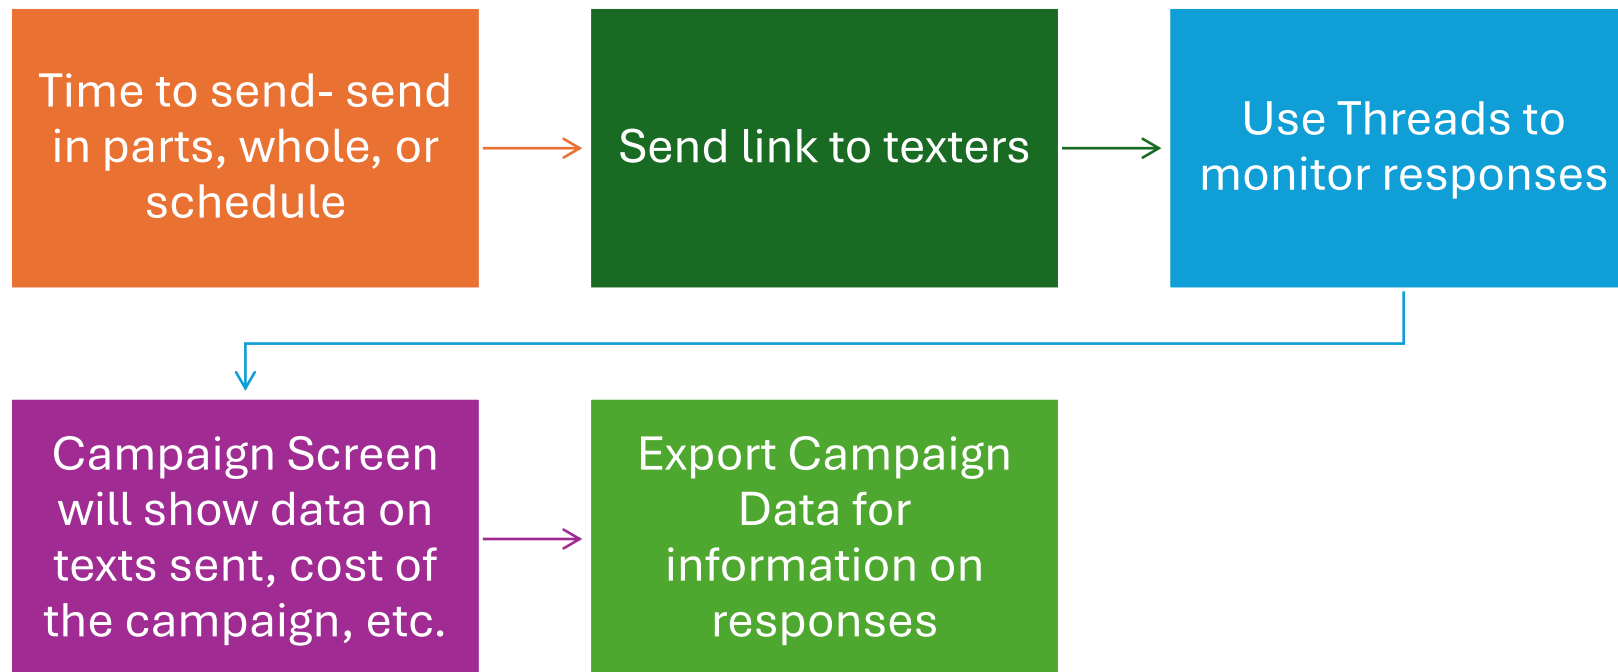 Time to send- send
in parts, whole, or
schedule
Send link to texters
Use Threads to
monitor responses
Campaign Screen
will show data on
texts sent, cost of
the campaign, etc.
Export Campaign
Data for
information on
responses